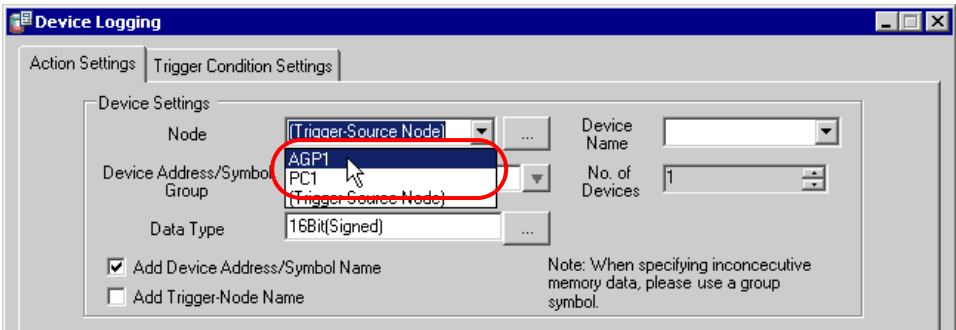 Device Logging
Action Settings Trigger Condition Settings
Device Settings
Node (Trigger-Source Node) ... Device Name
AGP1
Device Address/Symbol Group PC1 No. of Devices 1
(Trigger-Source Node)
Data Type 16Bit(Signed) ...
Add Device Address/Symbol Name
Add Trigger-Node Name
Note: When specifying inconcecutive
memory data, please use a group
symbol.